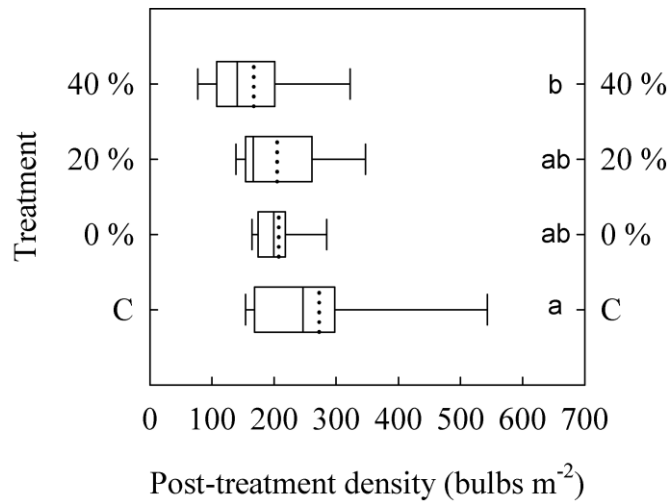 40 % b 40 %
20 % ab 20 %
0 % ab 0 %
C a C
Treatment
0 100 200 300 400 500 600 700
Post-treatment density (bulbs m⁻²)